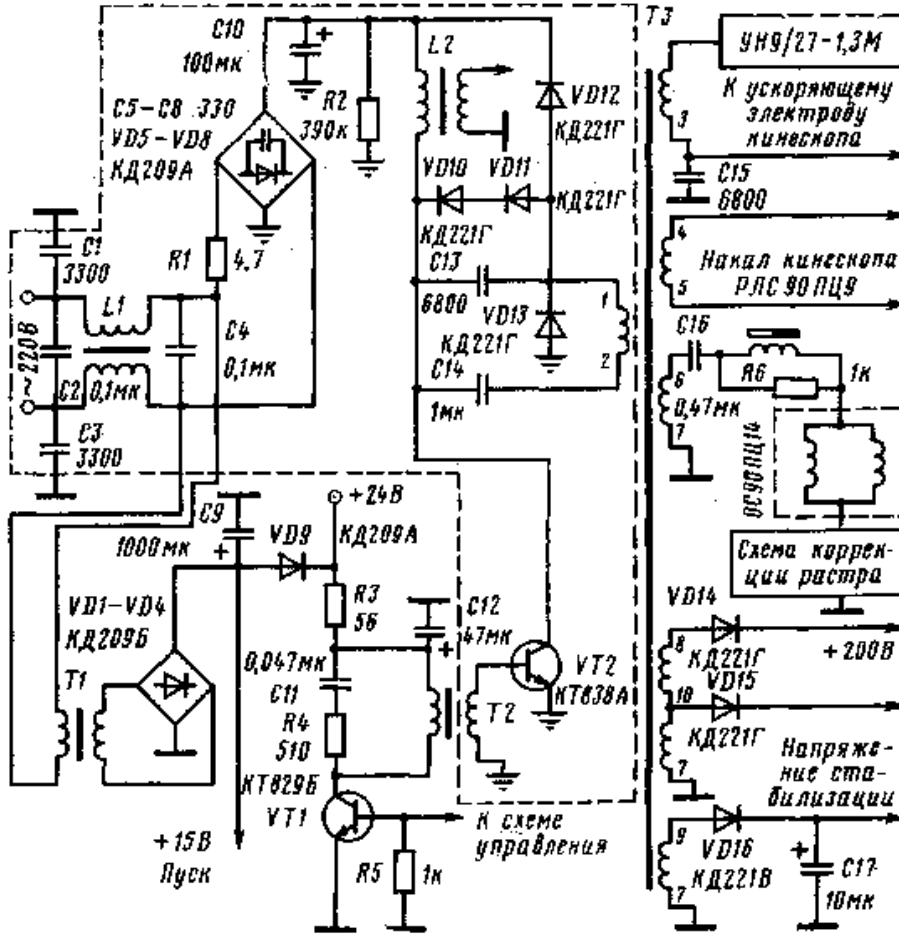 C10
100мк
C5-C8 330
VD5-VD8
КД209А
R2
390к
L2
VD12
КД221Г
VD10
VD11
КД221Г
КД221Г
C13
6800
VD13
КД221Г
C14
1мк
1
2
C1
3300
R1
4,7
L1
~220В
C2
0,1мк
C4
0,1мк
C3
3300
T3
УН9/27-1,3М
3
К ускоряющему
электроду
кинескопа
C15
6800
4
5
Накал кинескопа
РЛС 90 ПЦ9
C16
6
0,47мк
7
R6
1к
ОС90ПЦ14
Схема коррек-
ции растра
C9
1000мк
+
+24В
VD9
КД209А
R3
56
C12
47мк
+
VD1-VD4
КД209Б
T1
0,047мк
C11
R4
510
T2
VT2
КТ838А
КТ829Б
VT1
+15В
Пуск
R5
1к
К схеме
управления
VD14
8
КД221Г
+200В
VD15
10
КД221Г
7
Напряже-
ние ста-
билизации
9
VD16
КД221В
7
+
C17
10мк